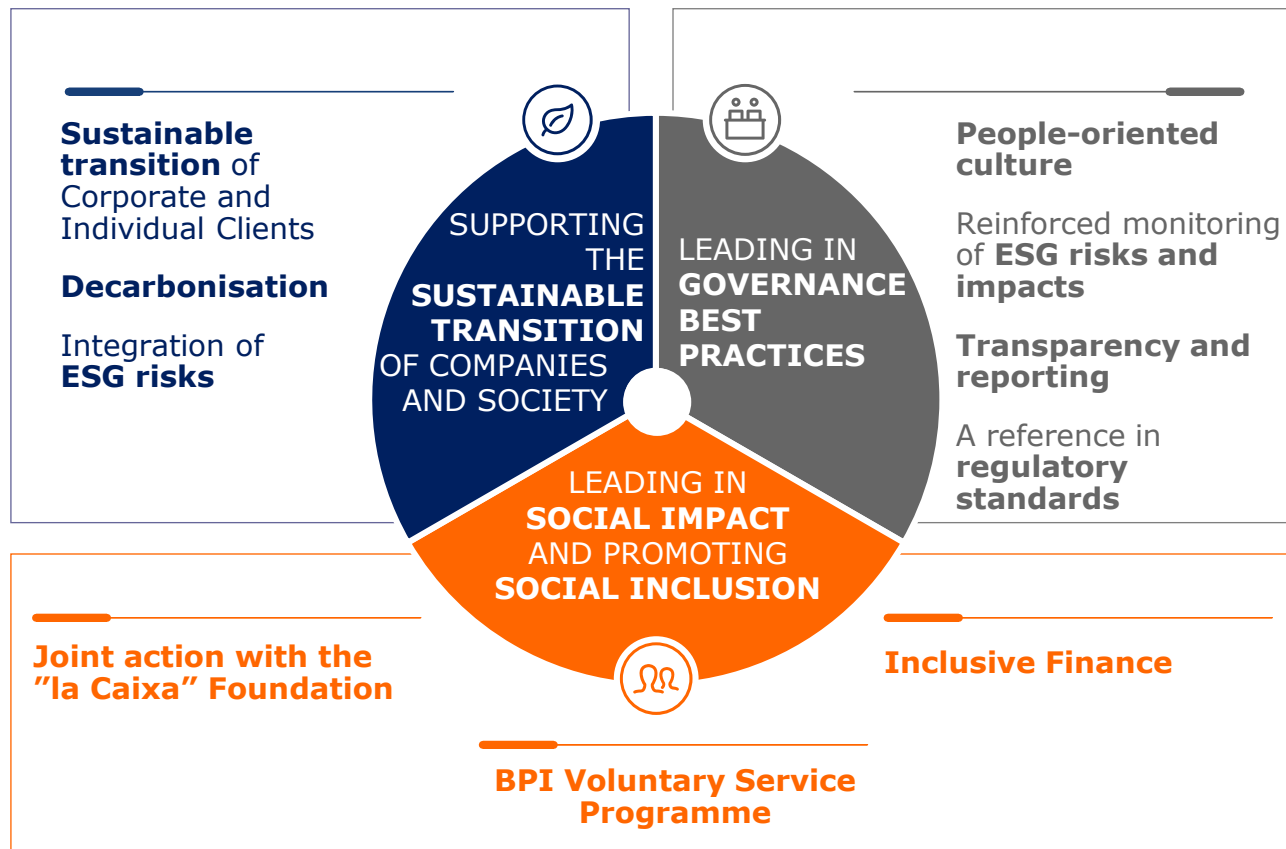 Sustainable
transition of
Corporate and
Individual Clients
Decarbonisation
Integration of
ESG risks
SUPPORTING
THE
SUSTAINABLE
TRANSITION
OF COMPANIES
AND SOCIETY
LEADING IN
GOVERNANCE
BEST
PRACTICES
People-oriented
culture
Reinforced monitoring
of ESG risks and
impacts
Transparency and
reporting
A reference in
regulatory
standards
LEADING IN
SOCIAL IMPACT
AND PROMOTING
SOCIAL INCLUSION
Joint action with the
”la Caixa” Foundation
BPI Voluntary Service
Programme
Inclusive Finance